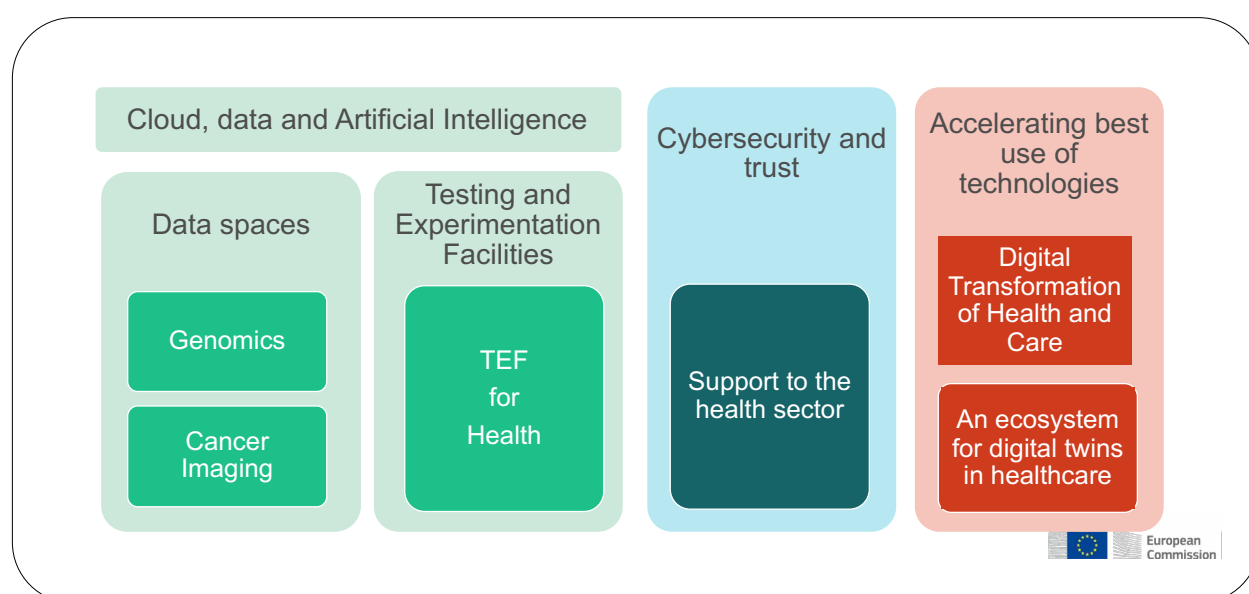 Cloud, data and Artificial Intelligence
Data spaces
Genomics
Cancer
Imaging
Testing and
Experimentation
Facilities
TEF
for
Health
Cybersecurity and
trust
Support to the
health sector
Accelerating best
use of
technologies
Digital
Transformation
of Health and
Care
An ecosystem
for digital twins
in healthcare
European
Commission